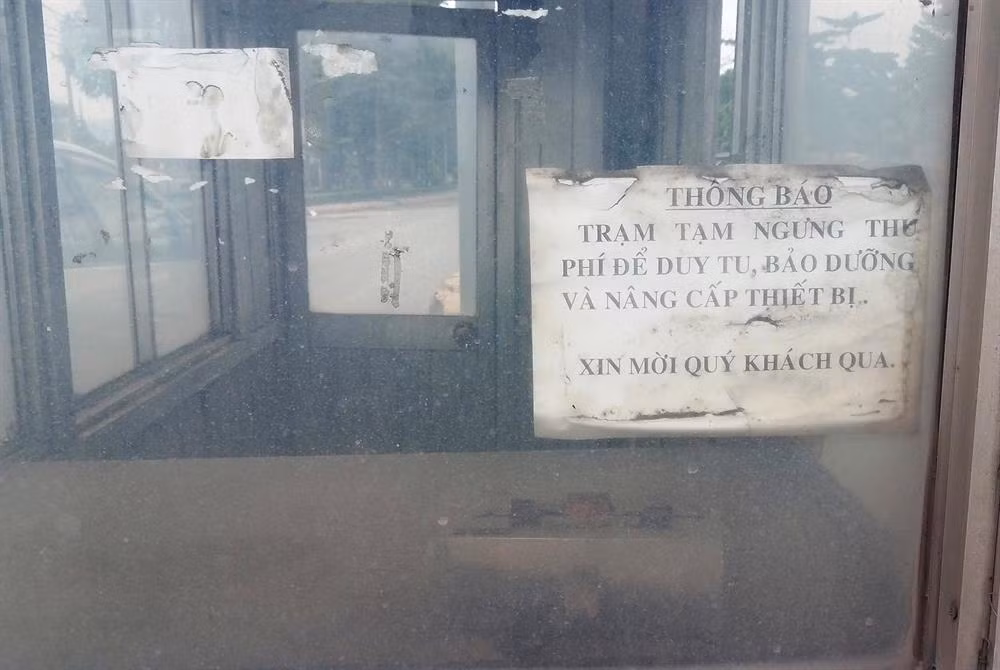 THÔNG BÁO
TRẠM TẠM NGƯNG THU
PHÍ ĐỂ DUY TU, BẢO DƯỠNG
VÀ NÂNG CẤP THIẾT BỊ.
XIN MỜI QUÝ KHÁCH QUA.